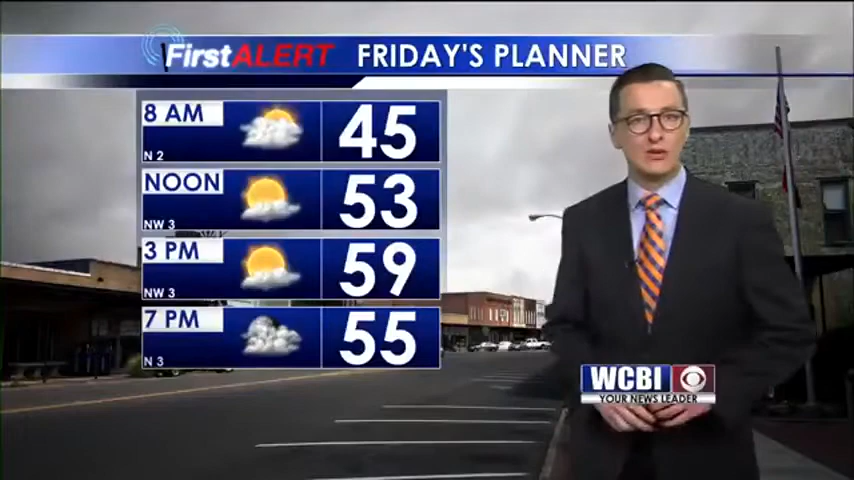 FirstALERT FRIDAY'S PLANNER
8 AM
45
N 2
NOON
53
NW 3
3 PM
59
NW 3
7 PM
55
N 3
WCBI
YOUR NEWS LEADER